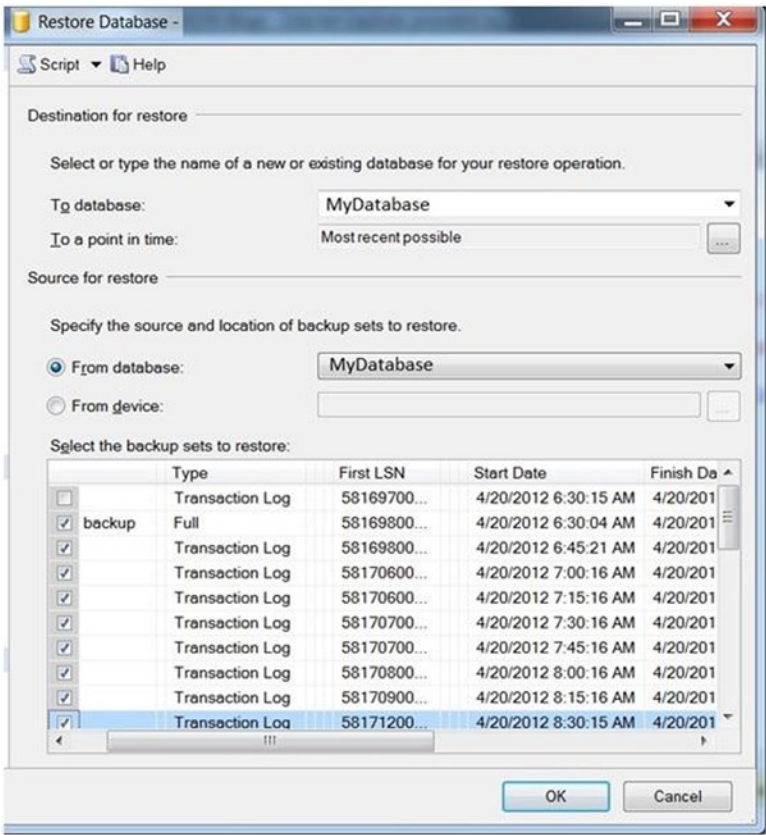 Restore Database -
Script Help
Destination for restore
Select or type the name of a new or existing database for your restore operation.
To database: MyDatabase
To a point in time: Most recent possible ...
Source for restore
Specify the source and location of backup sets to restore.
From database: MyDatabase
From device: ...
Select the backup sets to restore:
Type First LSN Start Date Finish Da
Transaction Log 58169700... 4/20/2012 6:30:15 AM 4/20/201
backup Full 58169800... 4/20/2012 6:30:04 AM 4/20/201
Transaction Log 58169800... 4/20/2012 6:45:21 AM 4/20/201
Transaction Log 58170600... 4/20/2012 7:00:16 AM 4/20/201
Transaction Log 58170600... 4/20/2012 7:15:16 AM 4/20/201
Transaction Log 58170700... 4/20/2012 7:30:16 AM 4/20/201
Transaction Log 58170700... 4/20/2012 7:45:16 AM 4/20/201
Transaction Log 58170800... 4/20/2012 8:00:16 AM 4/20/201
Transaction Log 58170900... 4/20/2012 8:15:16 AM 4/20/201
Transaction Log 58171200... 4/20/2012 8:30:15 AM 4/20/201
OK Cancel